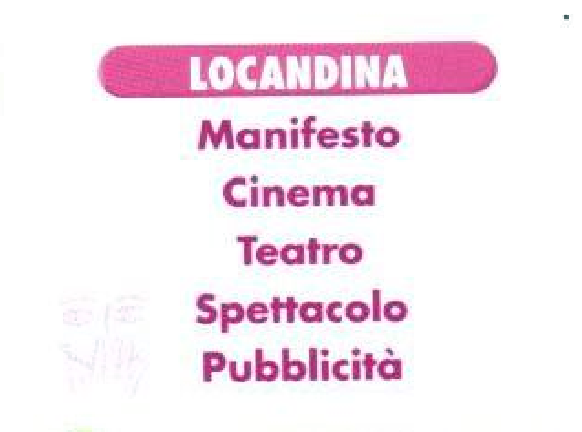 LOCANDINA
Manifesto
Cinema
Teatro
Spettacolo
Pubblicità